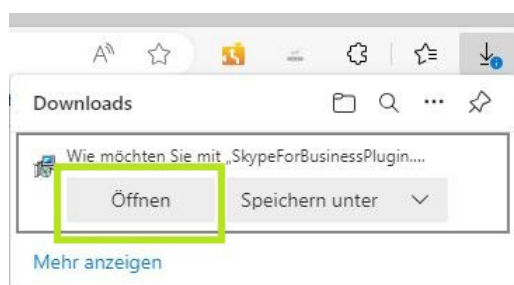 Downloads
Wie möchten Sie mit „SkypeForBusinessPlugin....
Öffnen Speichern unter
Mehr anzeigen